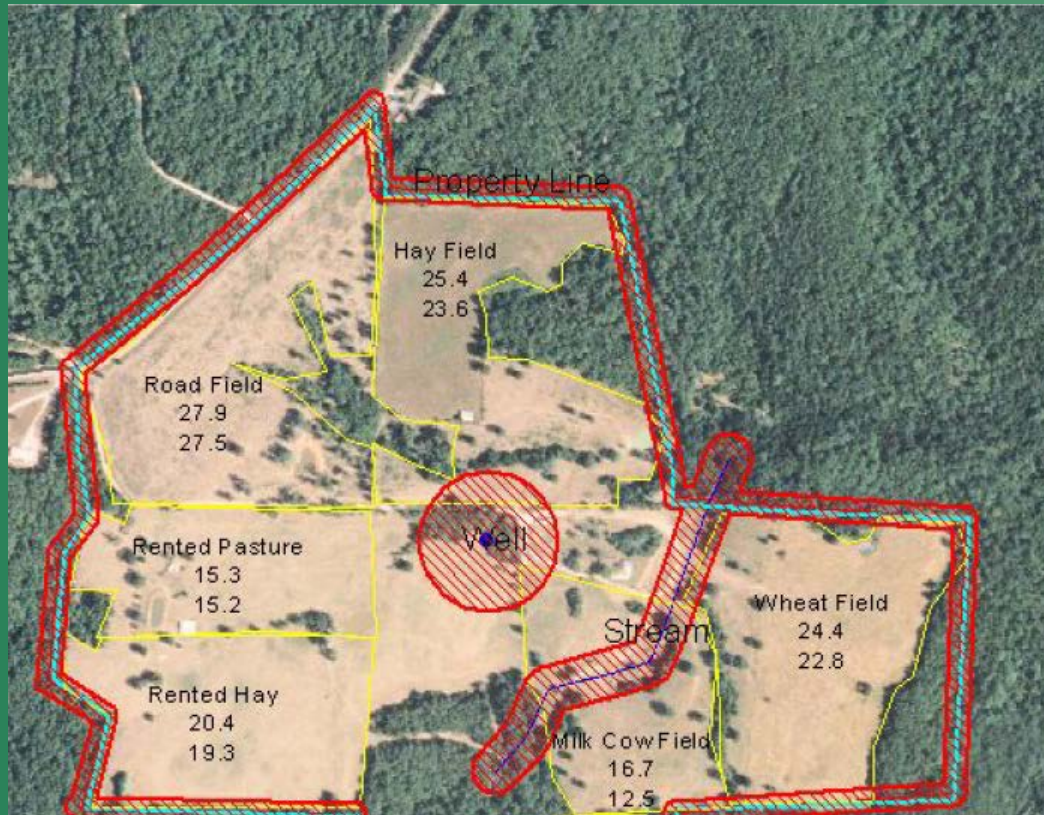 Property Line
Hay Field
25.4
23.6
Road Field
27.9
27.5
Well
Rented Pasture
15.3
15.2
Wheat Field
24.4
22.8
Stream
Rented Hay
20.4
19.3
Milk Cow Field
16.7
12.5